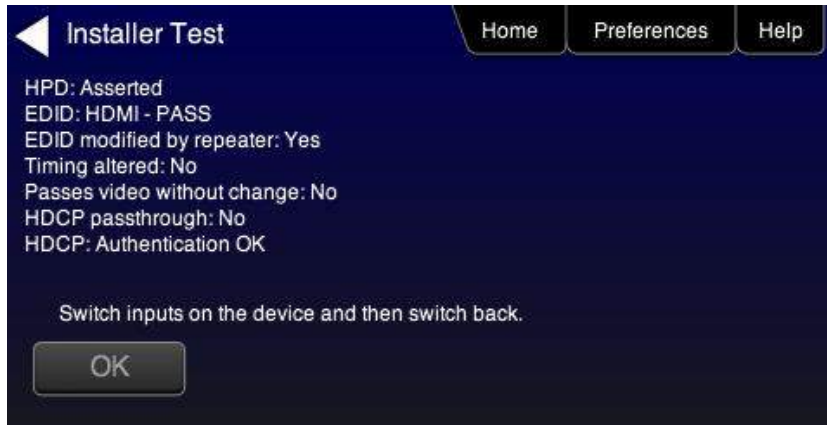 Installer Test
Home
Preferences
Help
HPD: Asserted
EDID: HDMI - PASS
EDID modified by repeater: Yes
Timing altered: No
Passes video without change: No
HDCP passthrough: No
HDCP: Authentication OK
Switch inputs on the device and then switch back.
OK